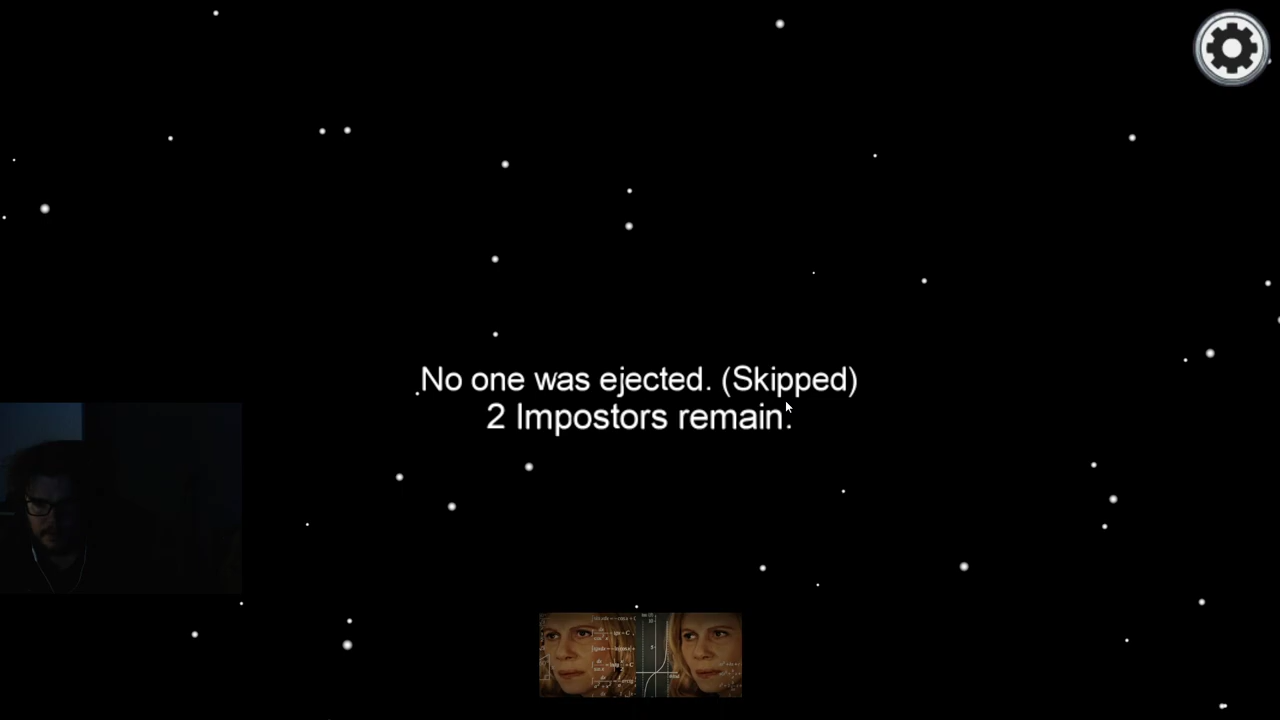 No one was ejected. (Skipped)
2 Impostors remain.